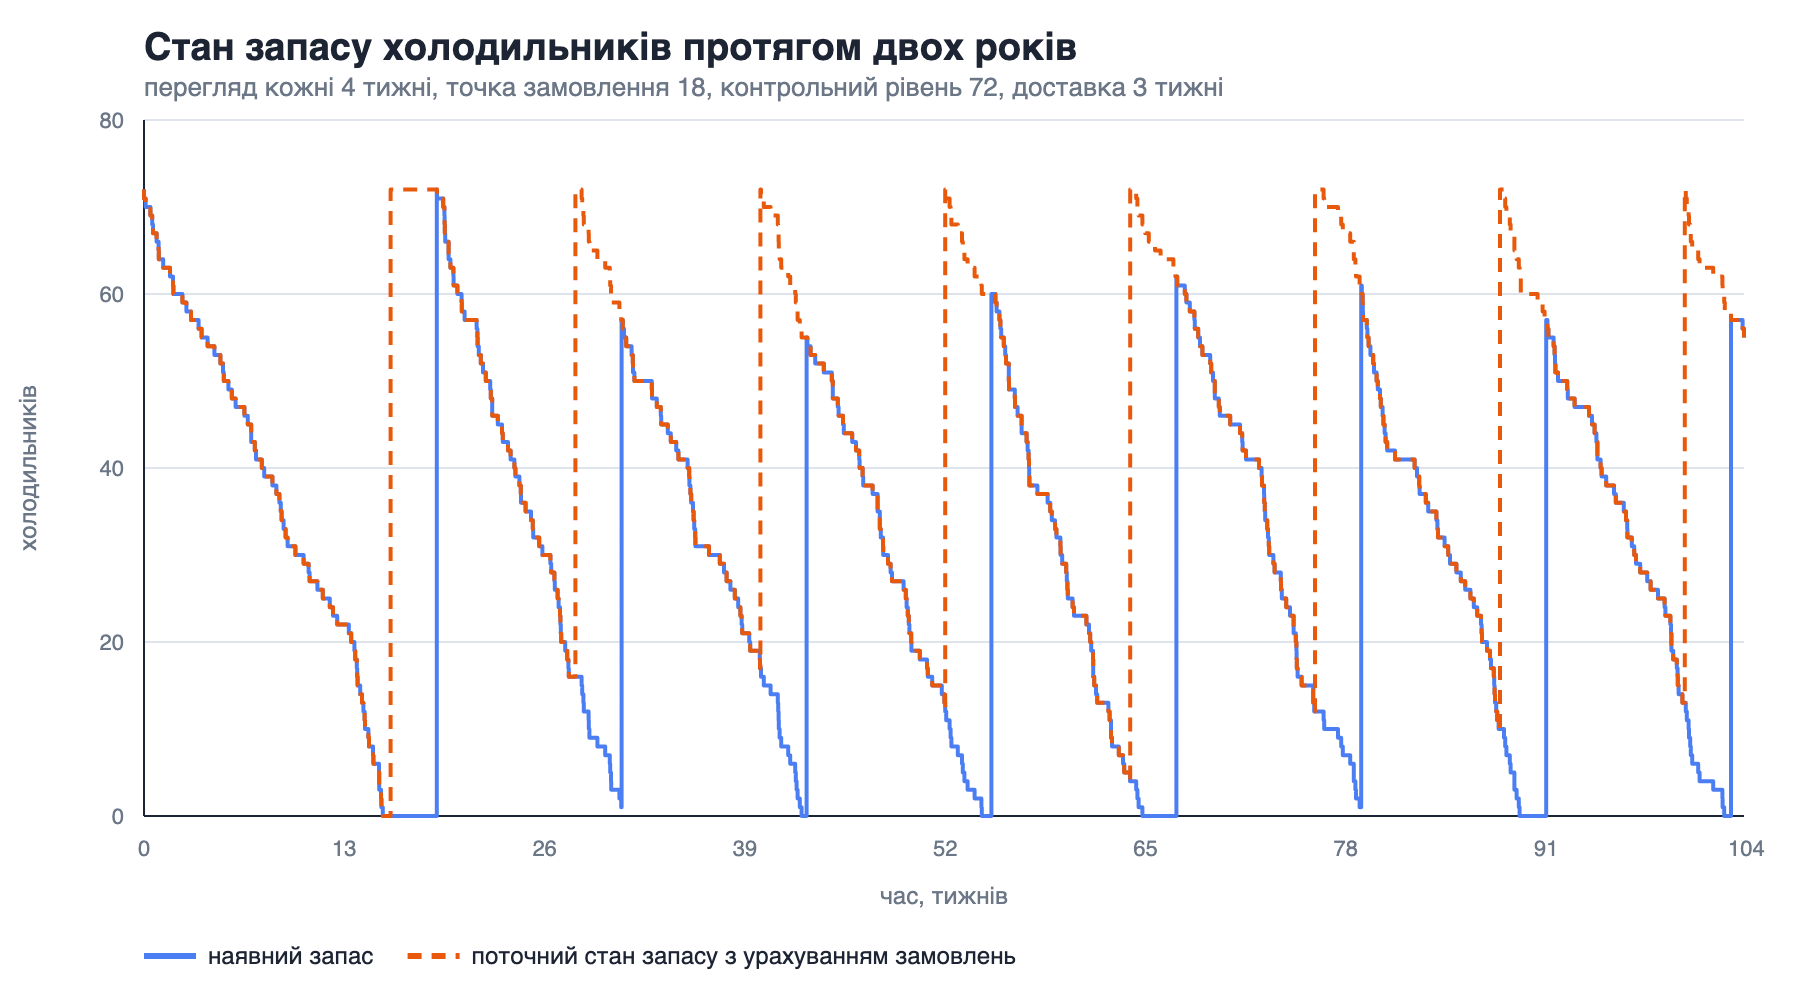 Стан запасу холодильників протягом двох років
перегляд кожні 4 тижні, точка замовлення 18, контрольний рівень 72, доставка 3 тижні
80
60
40
20
0
холодильників
0 13 26 39 52 65 78 91 104
час, тижнів
наявний запас поточний стан запасу з урахуванням замовлень